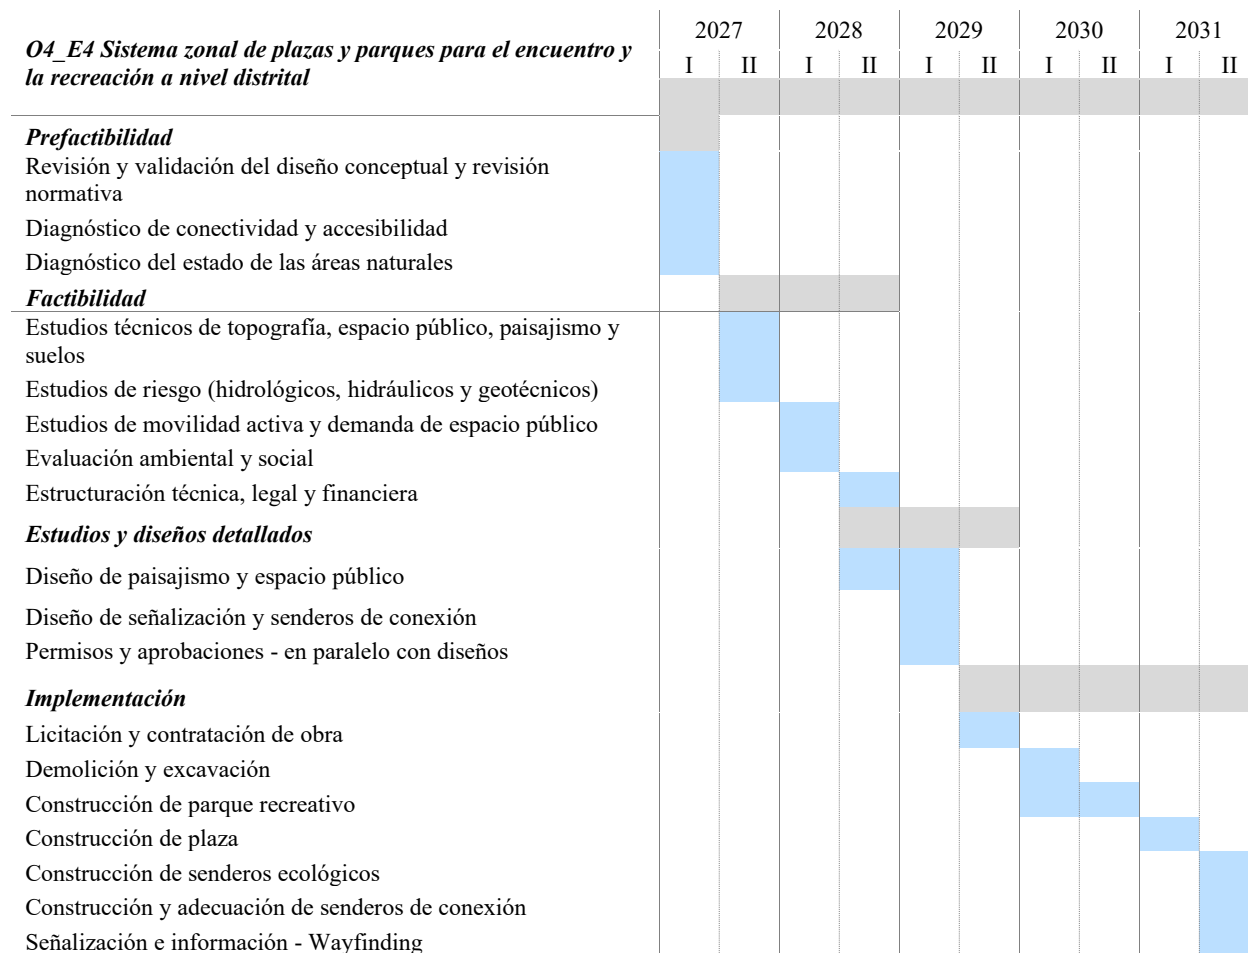 O4_E4 Sistema zonal de plazas y parques para el encuentro y
la recreación a nivel distrital
2027 2028 2029 2030 2031
I II I II I II I II I II
Prefactibilidad
Revisión y validación del diseño conceptual y revisión
normativa
Diagnóstico de conectividad y accesibilidad
Diagnóstico del estado de las áreas naturales
Factibilidad
Estudios técnicos de topografía, espacio público, paisajismo y
suelos
Estudios de riesgo (hidrológicos, hidráulicos y geotécnicos)
Estudios de movilidad activa y demanda de espacio público
Evaluación ambiental y social
Estructuración técnica, legal y financiera
Estudios y diseños detallados
Diseño de paisajismo y espacio público
Diseño de señalización y senderos de conexión
Permisos y aprobaciones - en paralelo con diseños
Implementación
Licitación y contratación de obra
Demolición y excavación
Construcción de parque recreativo
Construcción de plaza
Construcción de senderos ecológicos
Construcción y adecuación de senderos de conexión
Señalización e información - Wayfinding